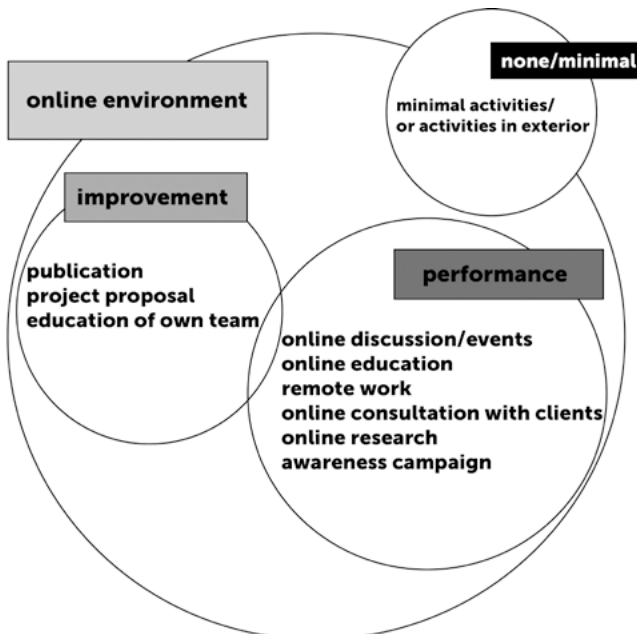 none/minimal
online environment
minimal activities/
or activities in exterior
improvement
publication
project proposal
education of own team
performance
online discussion/events
online education
remote work
online consultation with clients
online research
awareness campaign